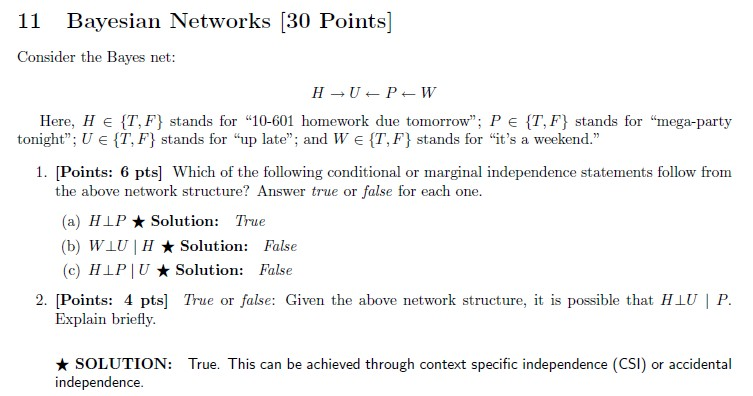 11 Bayesian Networks [30 Points]
Consider the Bayes net:
H → U ← P ← W
Here, H ∈ {T, F} stands for “10-601 homework due tomorrow”; P ∈ {T, F} stands for “mega-party
tonight”; U ∈ {T, F} stands for “up late”; and W ∈ {T, F} stands for “it’s a weekend.”
1. [Points: 6 pts] Which of the following conditional or marginal independence statements follow from
the above network structure? Answer true or false for each one.
(a) H⊥P ★ Solution: True
(b) W⊥U | H ★ Solution: False
(c) H⊥P | U ★ Solution: False
2. [Points: 4 pts] True or false: Given the above network structure, it is possible that H⊥U | P.
Explain briefly.
★ SOLUTION: True. This can be achieved through context specific independence (CSI) or accidental
independence.